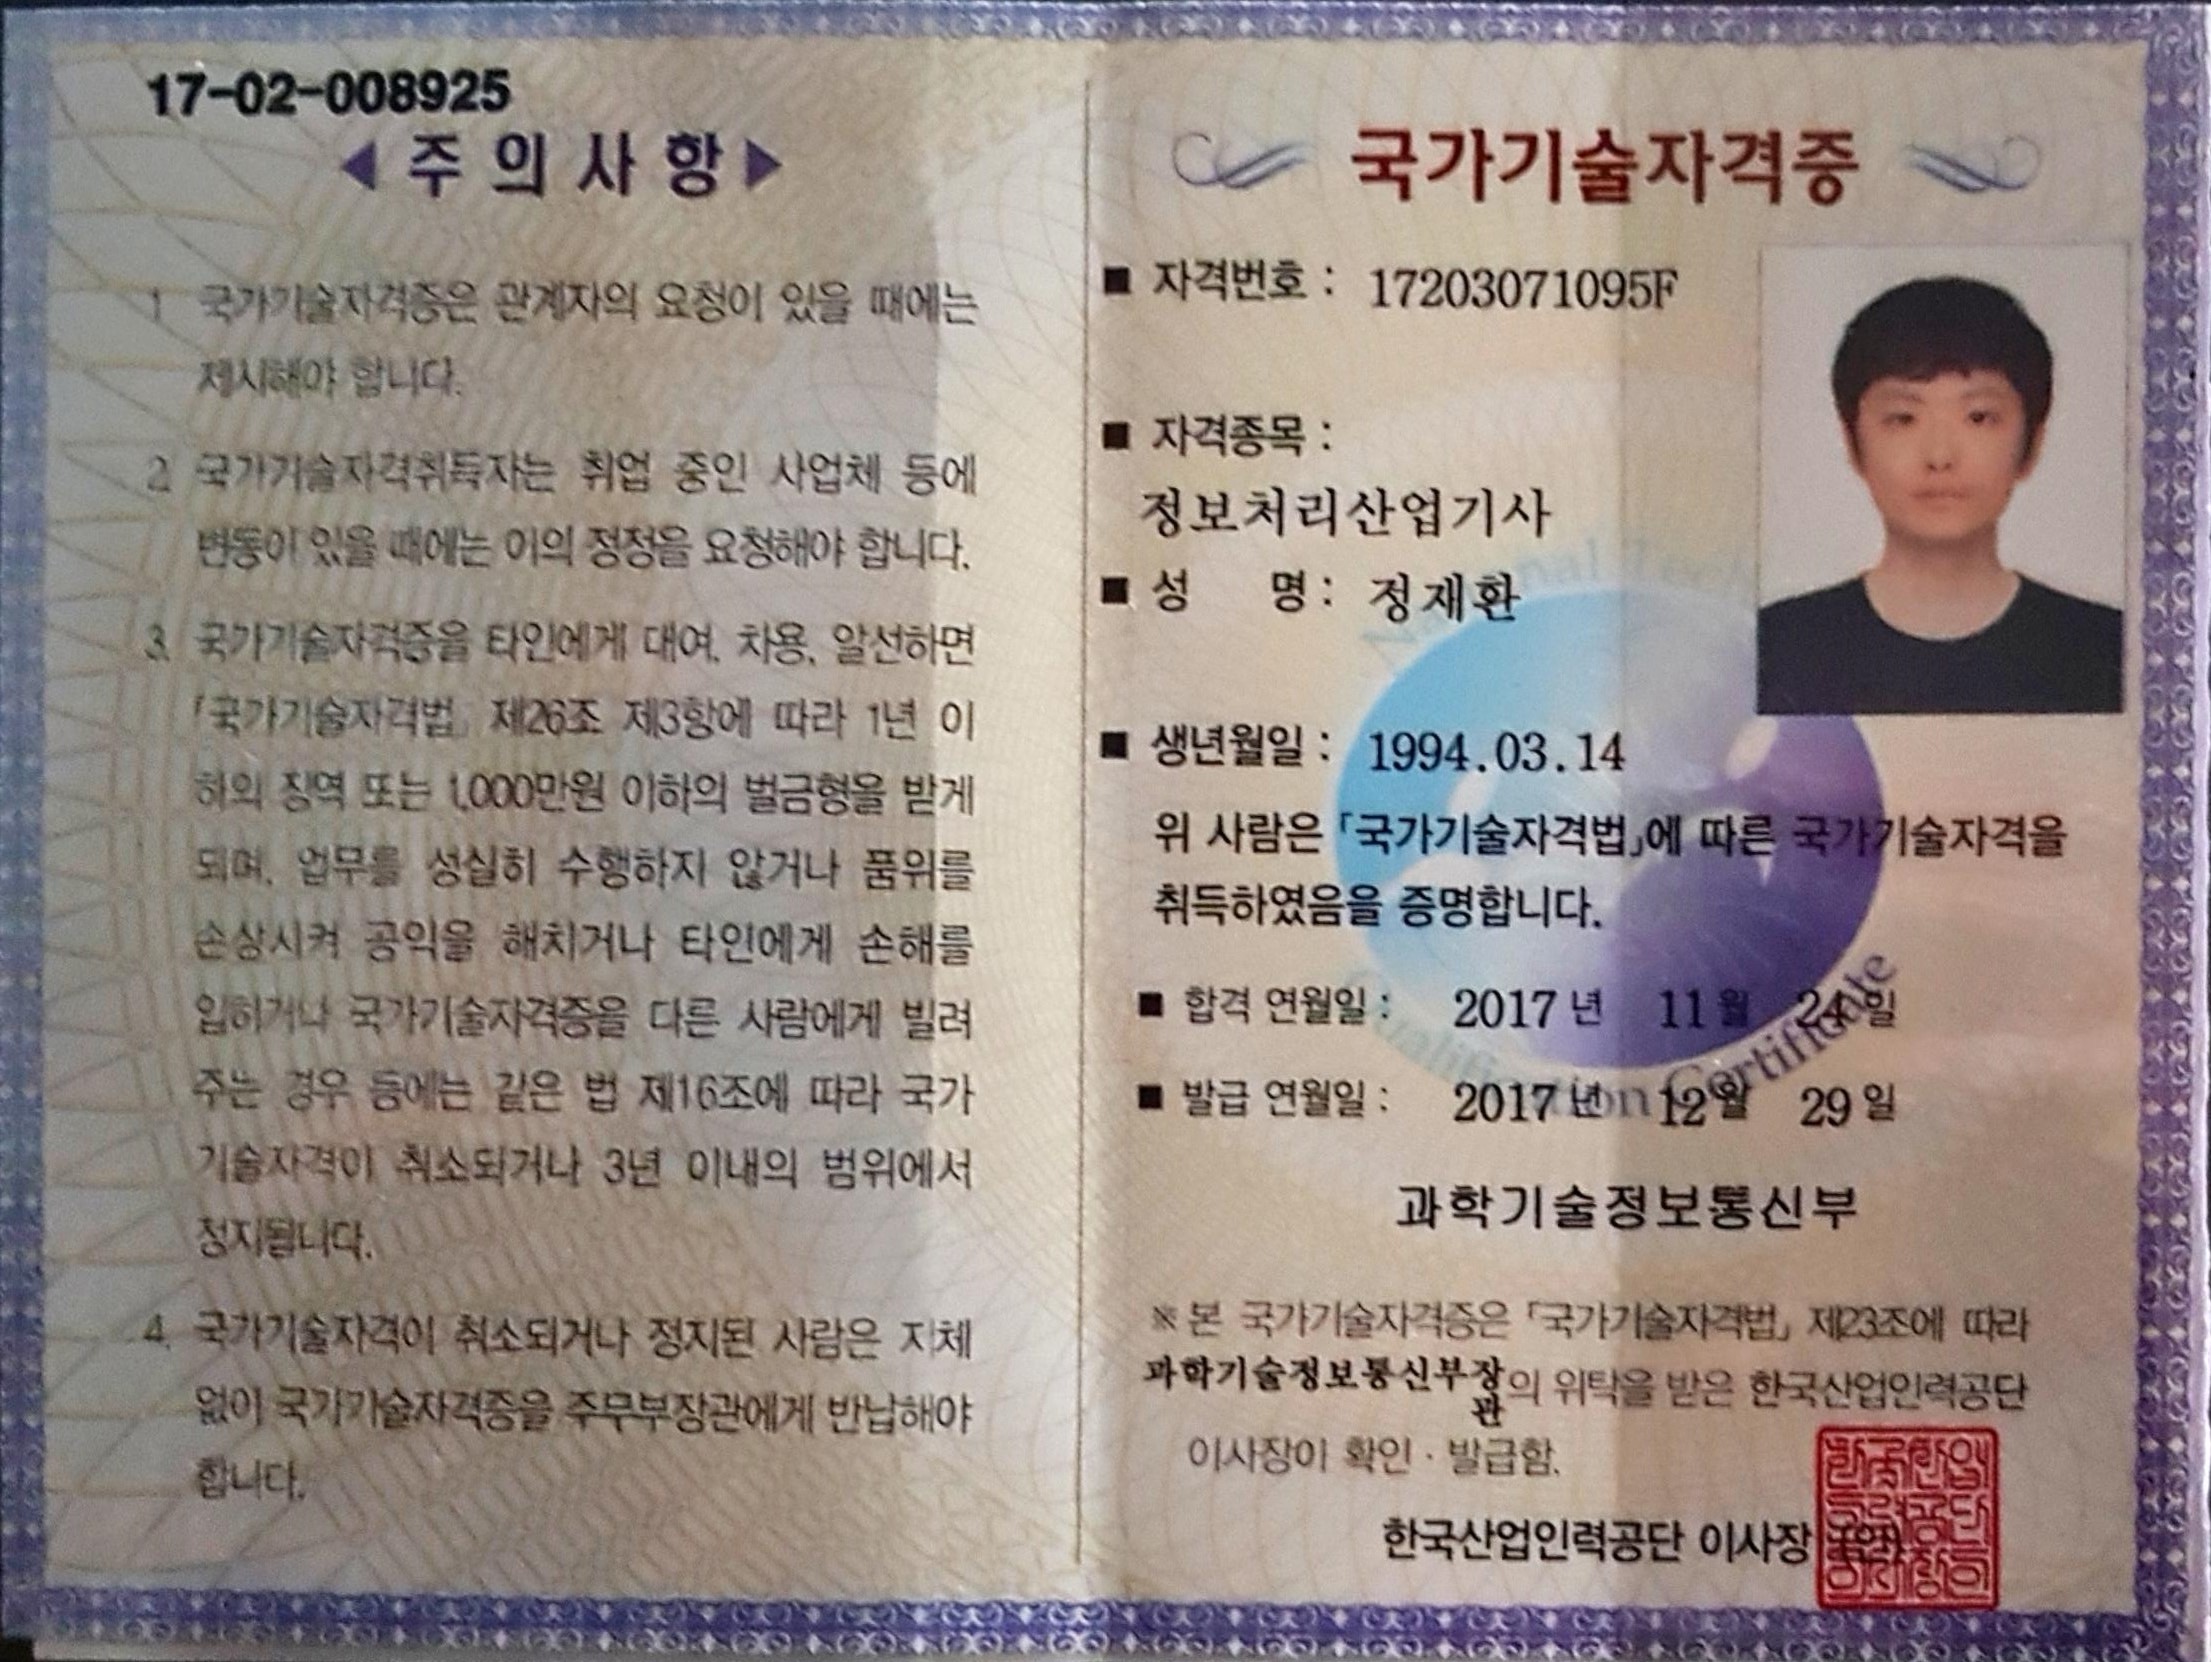 17-02-008925
◀ 주 의 사 항 ▶
1. 국가기술자격증은 관계자의 요청이 있을 때에는
제시해야 합니다.
2. 국가기술자격취득자는 취업 중인 사업체 등에
변동이 있을 때에는 이의 정정을 요청해야 합니다.
3. 국가기술자격증을 타인에게 대여, 차용, 알선하면
「국가기술자격법」 제26조 제3항에 따라 1년 이
하의 징역 또는 1,000만원 이하의 벌금형을 받게
되며, 업무를 성실히 수행하지 않거나 품위를
손상시켜 공익을 해치거나 타인에게 손해를
입히거나 국가기술자격증을 다른 사람에게 빌려
주는 경우 등에는 같은 법 제16조에 따라 국가
기술자격이 취소되거나 3년 이내의 범위에서
정지됩니다.
4. 국가기술자격이 취소되거나 정지된 사람은 지체
없이 국가기술자격증을 주무부장관에게 반납해야
합니다.
국가기술자격증
■ 자격번호 : 17203071095F
■ 자격종목 :
정보처리산업기사
■ 성 명 : 정재환
■ 생년월일 : 1994.03.14
위 사람은 「국가기술자격법」에 따른 국가기술자격을
취득하였음을 증명합니다.
■ 합격 연월일 : 2017 년 11 월 24 일
■ 발급 연월일 : 2017 년 12 월 29 일
과학기술정보통신부
※ 본 국가기술자격증은 「국가기술자격법」 제23조에 따라
과학기술정보통신부장관의 위탁을 받은 한국산업인력공단
이사장이 확인 · 발급함.
한국산업인력공단 이사장